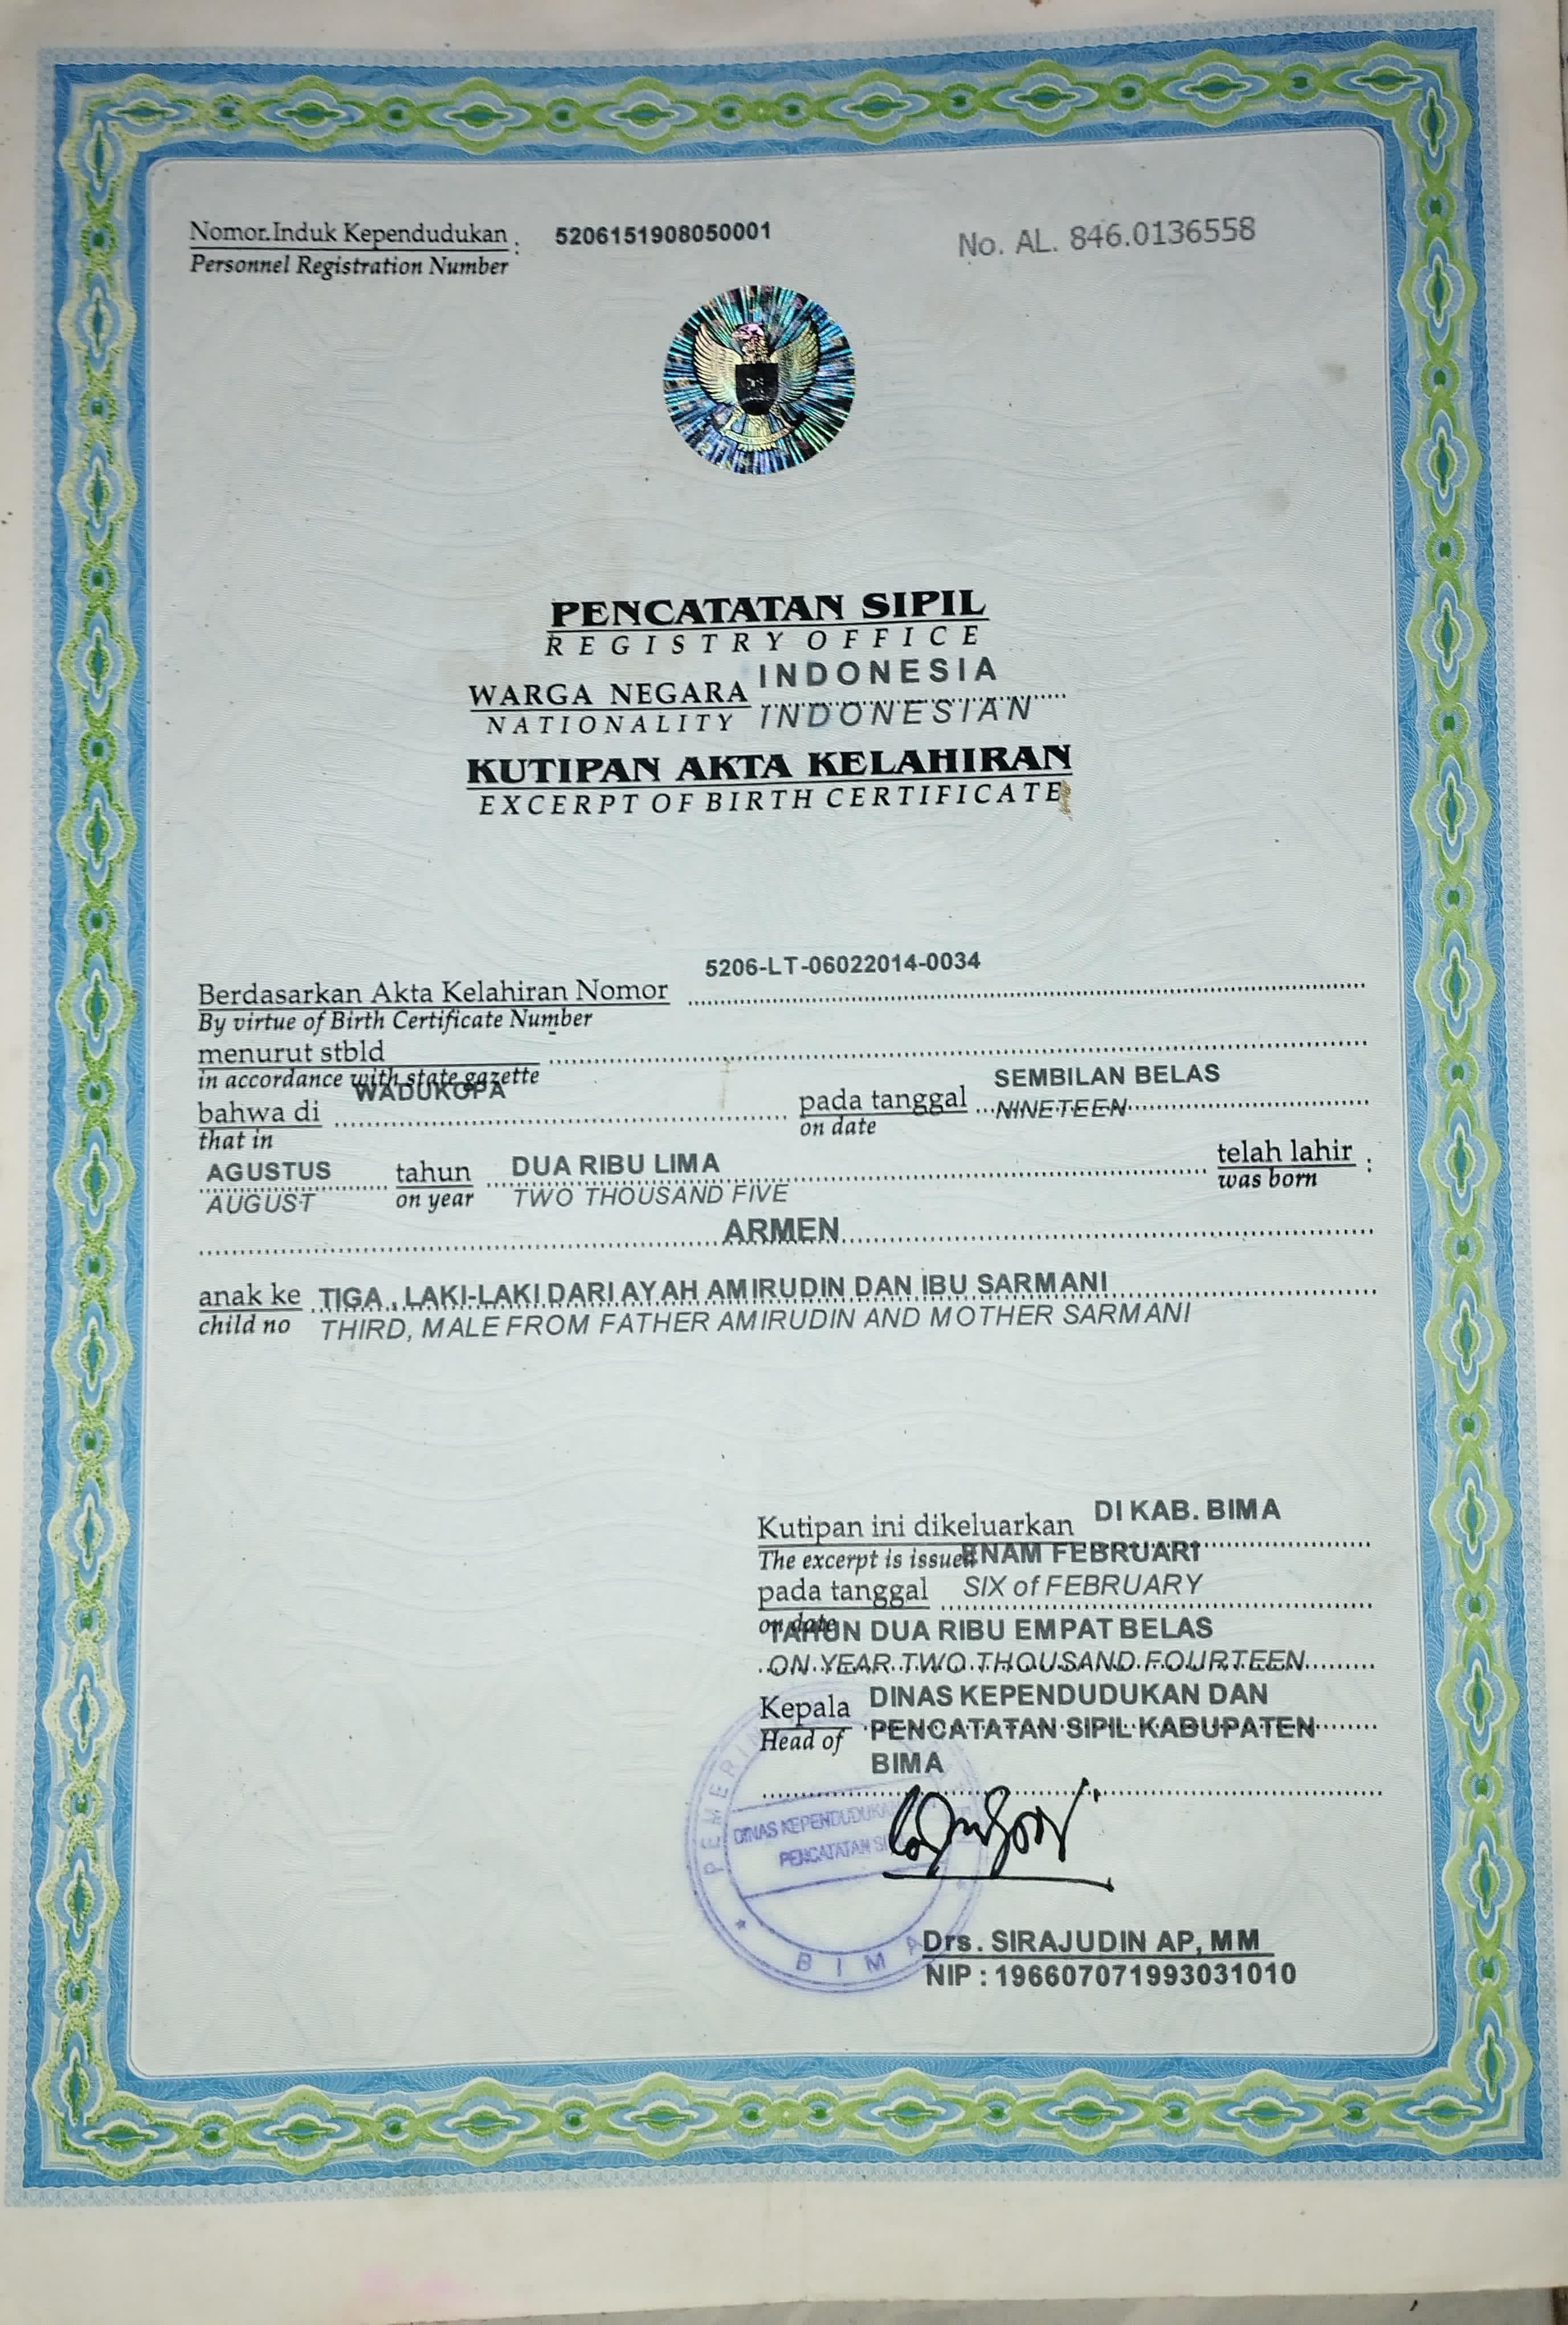 Nomor Induk Kependudukan : 5206151908050001 No. AL. 846.0136558
Personnel Registration Number
PENCATATAN SIPIL
REGISTRY OFFICE
WARGA NEGARA INDONESIA
NATIONALITY INDONESIAN
KUTIPAN AKTA KELAHIRAN
EXCERPT OF BIRTH CERTIFICATE
Berdasarkan Akta Kelahiran Nomor 5206-LT-06022014-0034
By virtue of Birth Certificate Number
menurut stbld
in accordance with state gazette
bahwa di WADUKOPA pada tanggal SEMBILAN BELAS
that in on date NINETEEN
AGUSTUS tahun DUA RIBU LIMA telah lahir :
AUGUST on year TWO THOUSAND FIVE was born
ARMEN
anak ke TIGA , LAKI-LAKI DARI AYAH AMIRUDIN DAN IBU SARMANI
child no THIRD, MALE FROM FATHER AMIRUDIN AND MOTHER SARMANI
Kutipan ini dikeluarkan DI KAB. BIMA
The excerpt is issued ENAM FEBRUARI
pada tanggal SIX of FEBRUARY
on date TAHUN DUA RIBU EMPAT BELAS
ON YEAR TWO THOUSAND FOURTEEN
Kepala DINAS KEPENDUDUKAN DAN
Head of PENCATATAN SIPIL KABUPATEN
BIMA
DINAS KEPENDUDUKAN
PENCATATAN
BIMA
Drs. SIRAJUDIN AP, MM
NIP : 196607071993031010